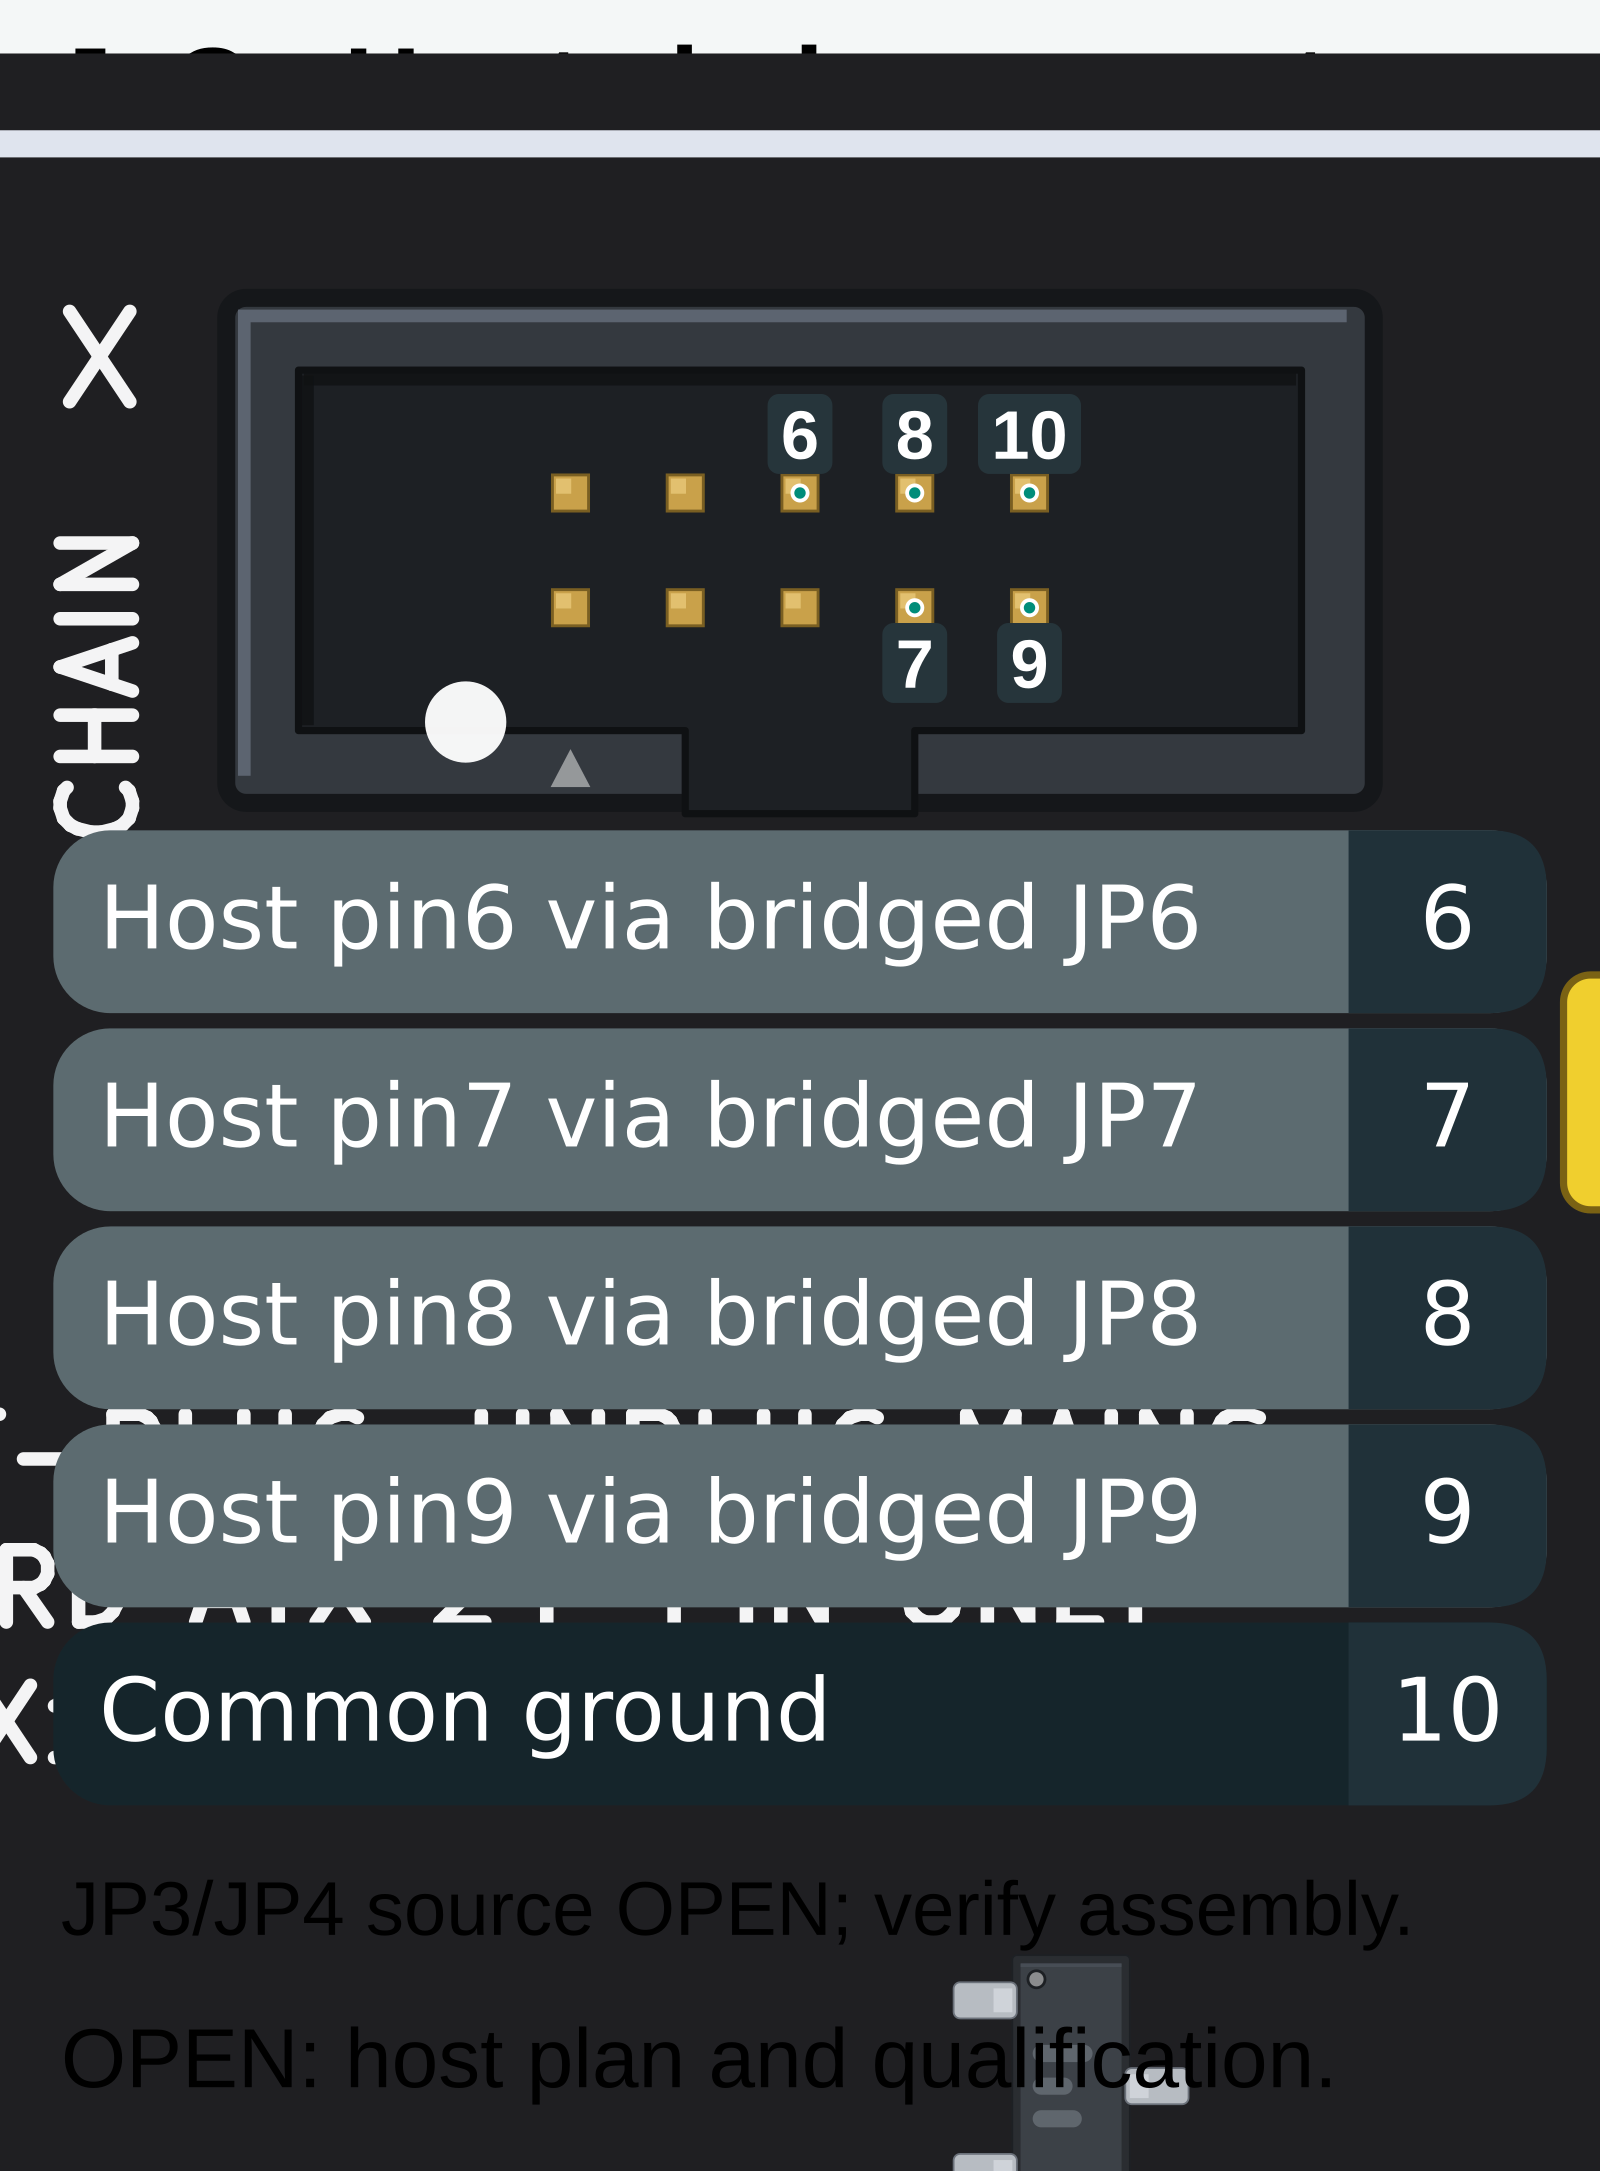 X
CHAIN
6 8 10
7 9
Host pin6 via bridged JP6 6
Host pin7 via bridged JP7 7
Host pin8 via bridged JP8 8
Host pin9 via bridged JP9 9
Common ground 10
JP3/JP4 source OPEN; verify assembly.
OPEN: host plan and qualification.